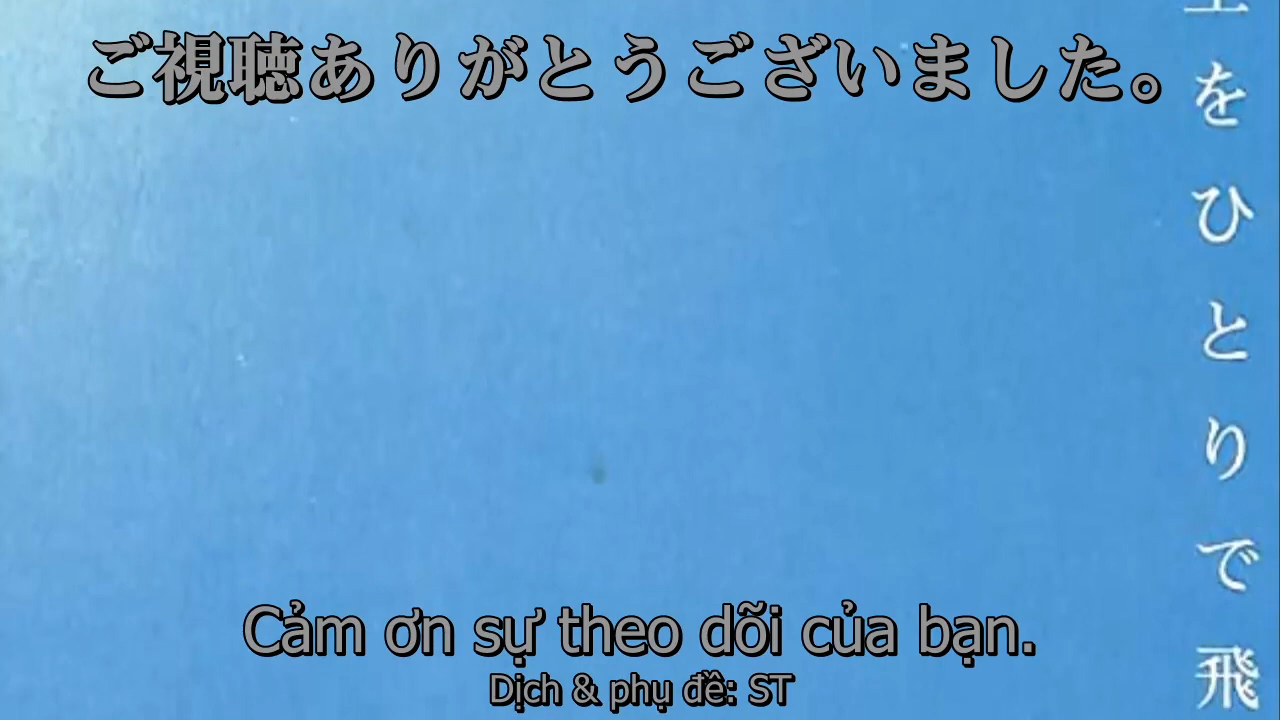 ご視聴ありがとうございました。
をひとりで飛
Cảm ơn sự theo dõi của bạn.
Dịch & phụ đề: ST